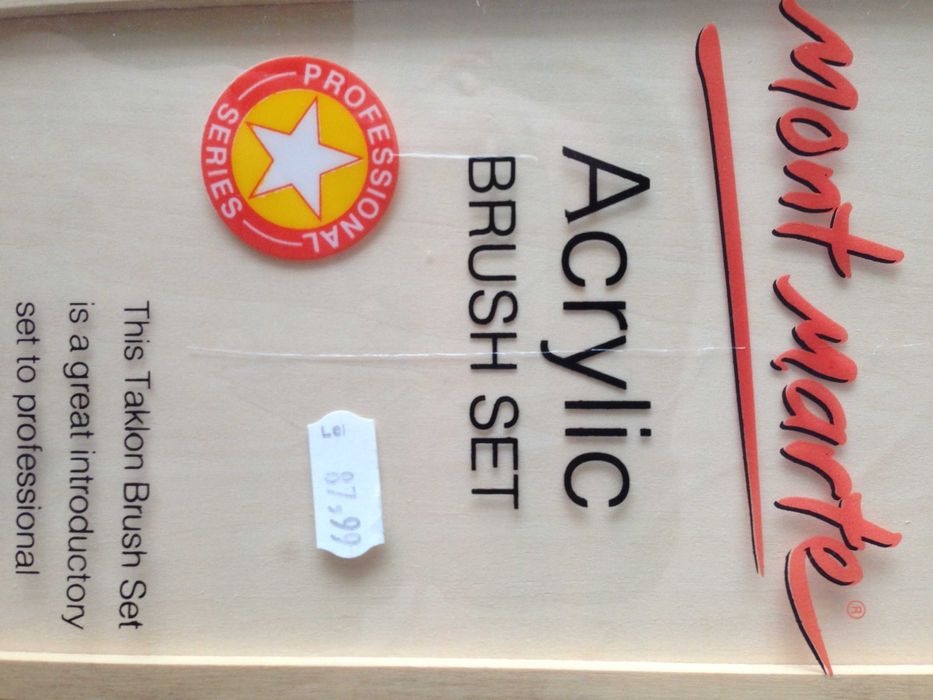 mont marte®
Acrylic
BRUSH SET
PROFESSIONAL
SERIES
Lei 87,99
This Taklon Brush Set
is a great introductory
set to professional